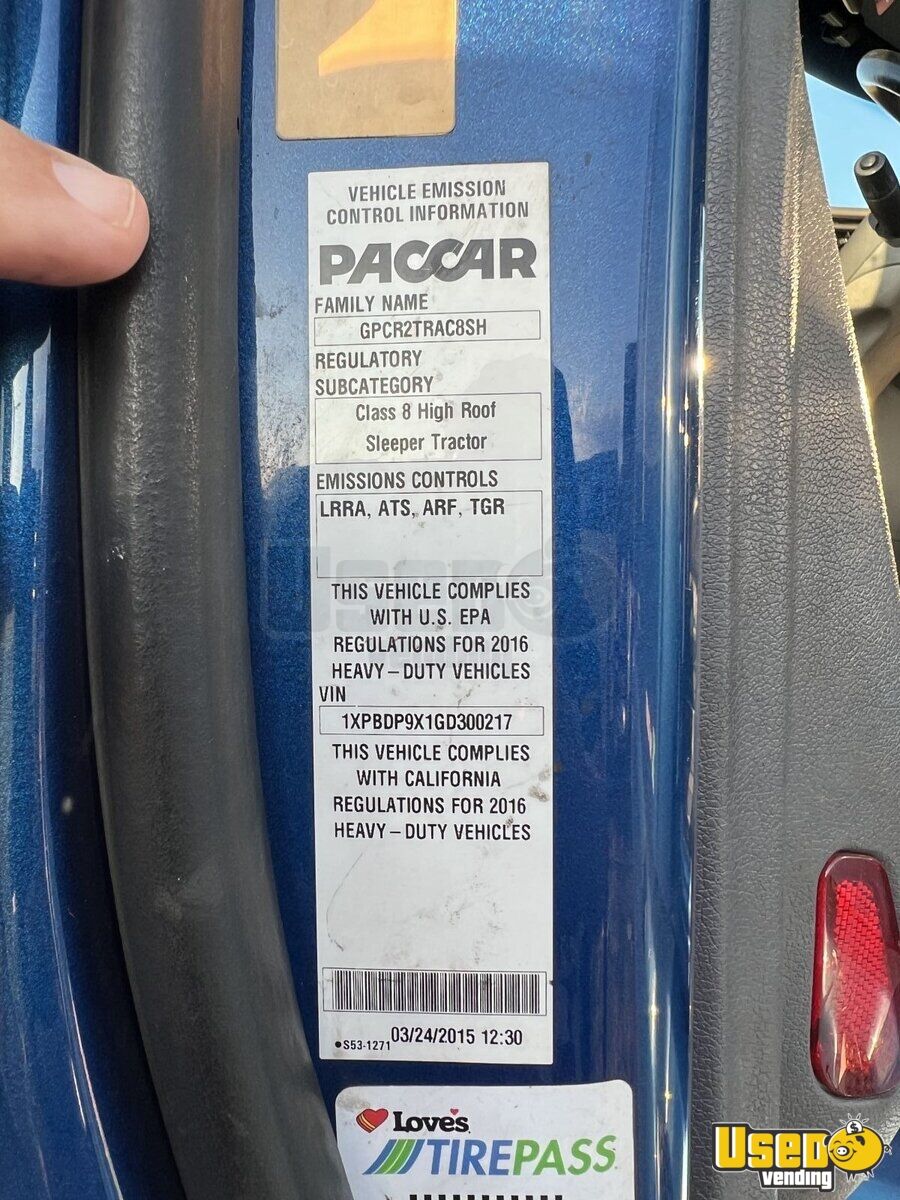 VEHICLE EMISSION
CONTROL INFORMATION
PACCAR
FAMILY NAME
GPCR2TRAC8SH
REGULATORY
SUBCATEGORY
Class 8 High Roof
Sleeper Tractor
EMISSIONS CONTROLS
LRRA, ATS, ARF, TGR
THIS VEHICLE COMPLIES
WITH U.S. EPA
REGULATIONS FOR 2016
HEAVY-DUTY VEHICLES
VIN
1XPBDP9X1GD300217
THIS VEHICLE COMPLIES
WITH CALIFORNIA
REGULATIONS FOR 2016
HEAVY-DUTY VEHICLES
●S53-1271 03/24/2015 12:30
Love's
TIREPASS
USED
vending